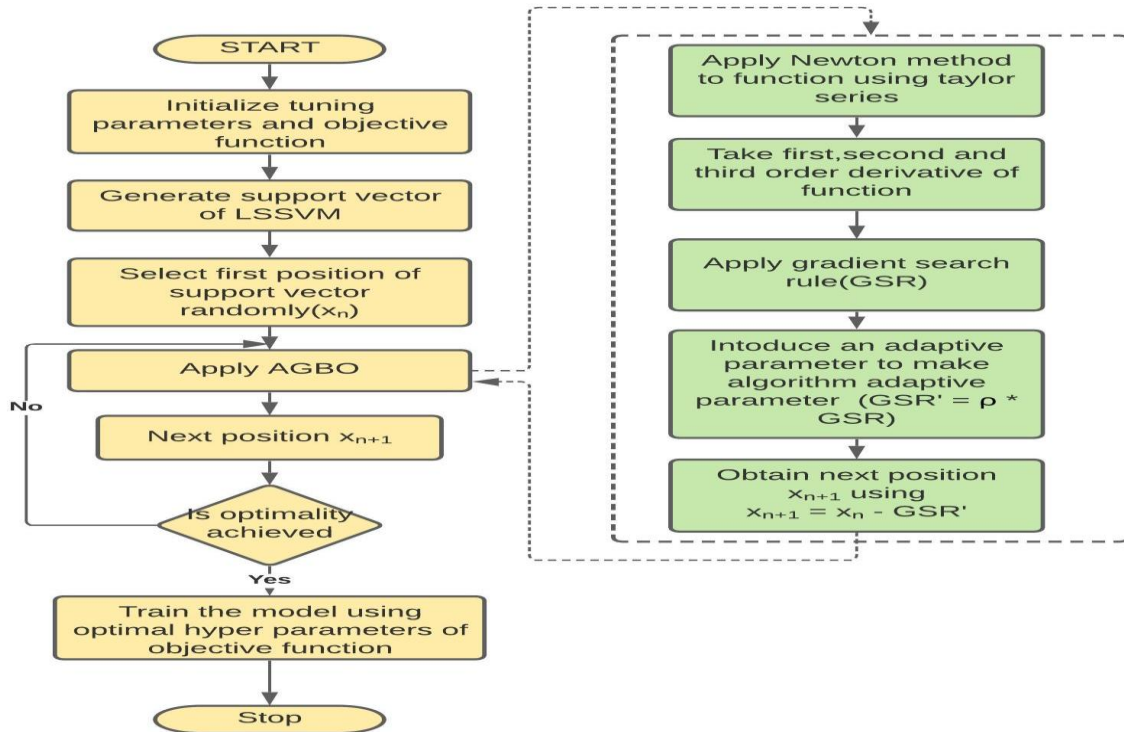 START
Initialize tuning
parameters and objective
function
Generate support vector
of LSSVM
Select first position of
support vector
randomly(xₙ)
Apply AGBO
No
Next position xₙ₊₁
Is optimality
achieved
Yes
Train the model using
optimal hyper parameters of
objective function
Stop
Apply Newton method
to function using taylor
series
Take first,second and
third order derivative of
function
Apply gradient search
rule(GSR)
Intoduce an adaptive
parameter to make
algorithm adaptive
parameter (GSR' = ρ *
GSR)
Obtain next position
xₙ₊₁ using
xₙ₊₁ = xₙ - GSR'